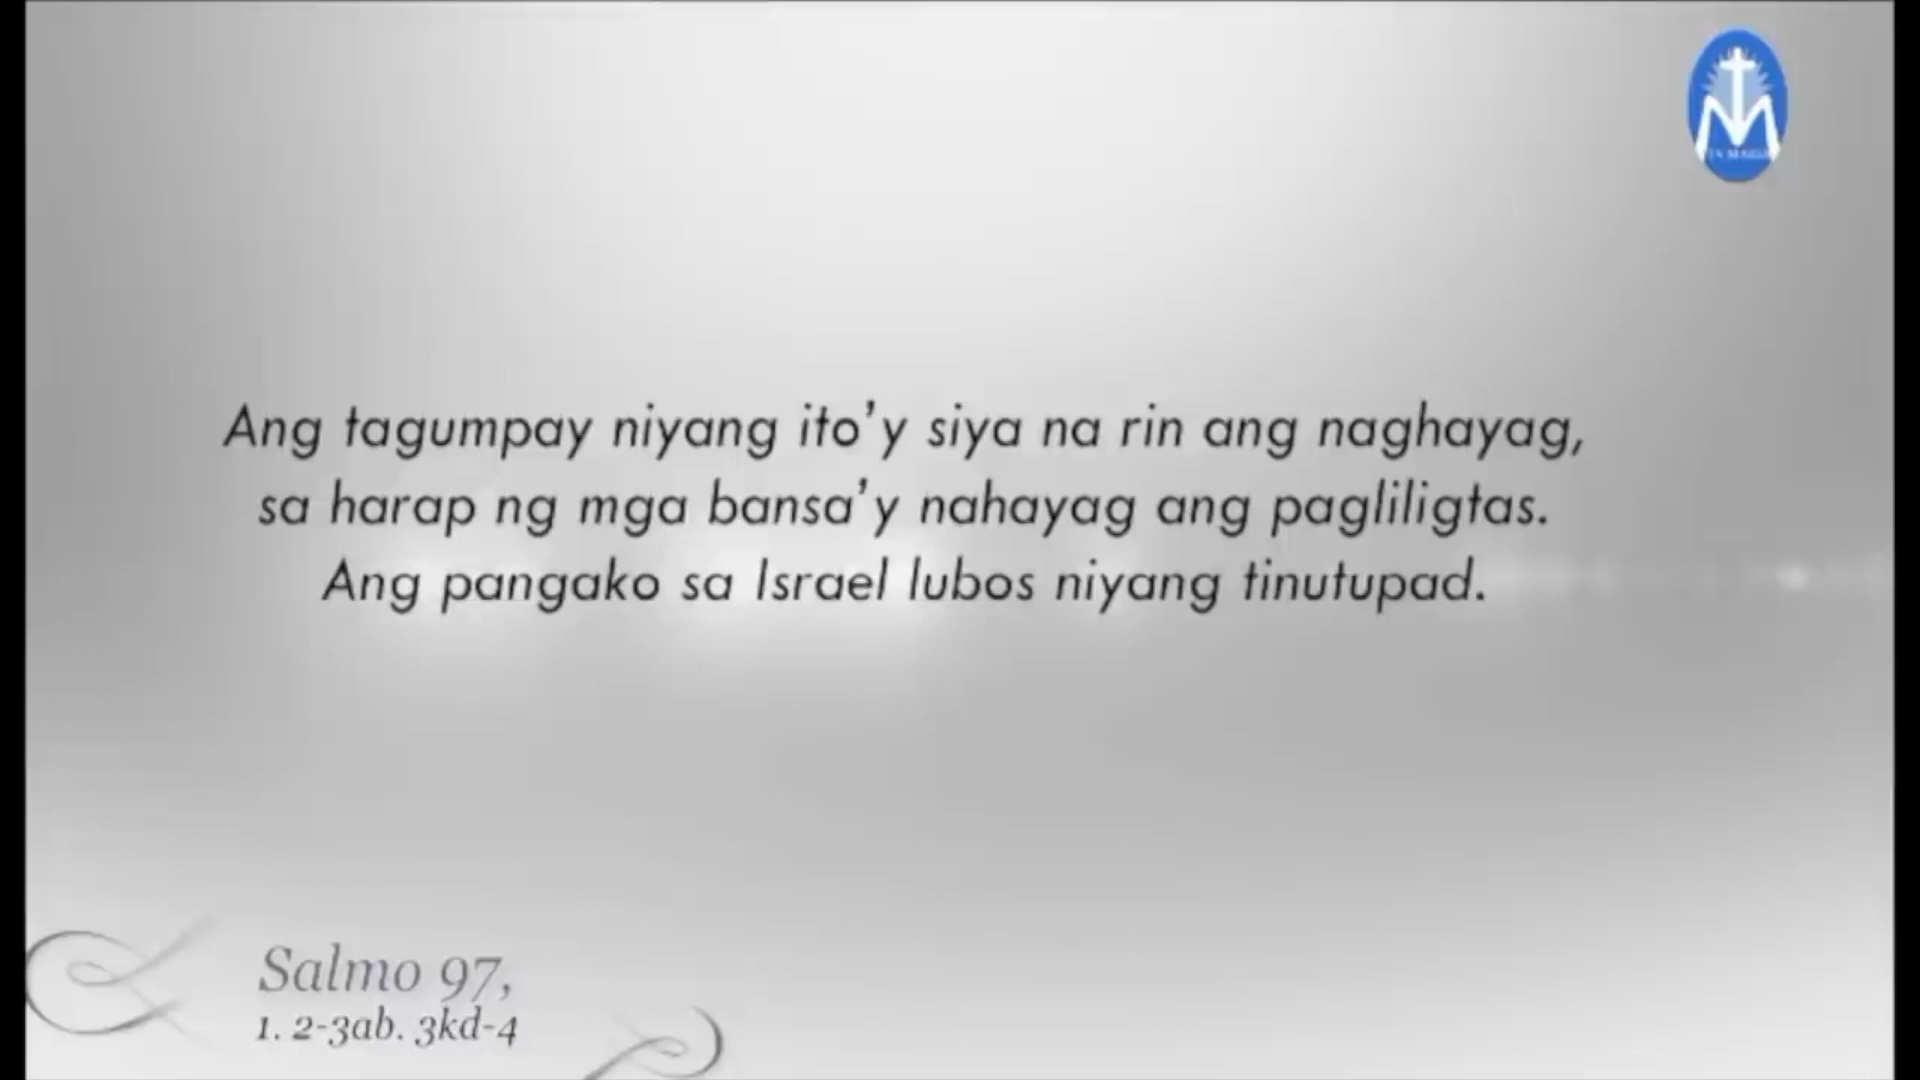 Ang tagumpay niyang ito'y siya na rin ang naghayag,
sa harap ng mga bansa'y nahayag ang pagliligtas.
Ang pangako sa Israel lubos niyang tinutupad.
Salmo 97,
1. 2-3ab. 3kd-4